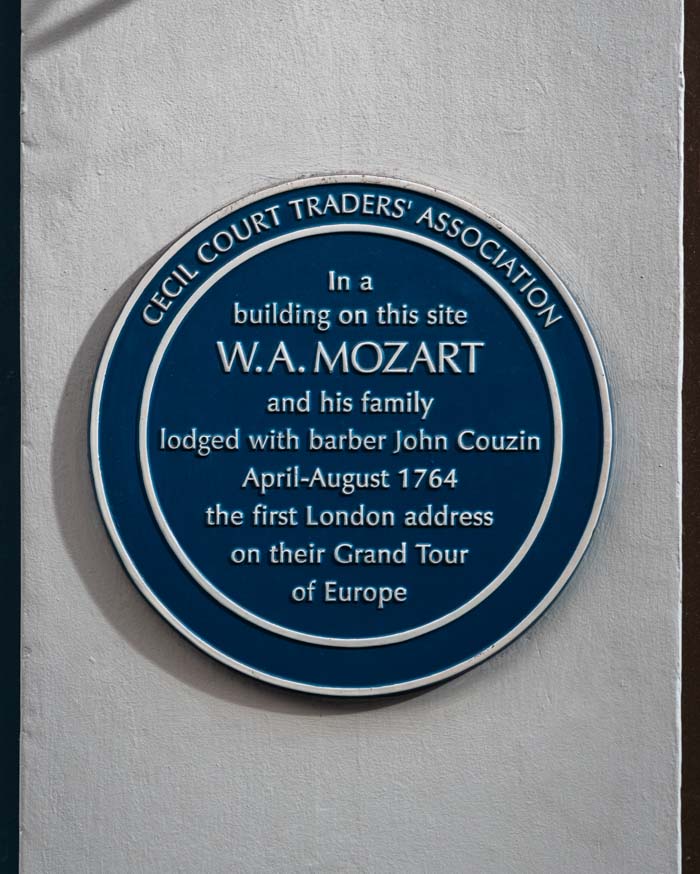 CECIL COURT TRADERS' ASSOCIATION
In a
building on this site
W.A. MOZART
and his family
lodged with barber John Couzin
April-August 1764
the first London address
on their Grand Tour
of Europe